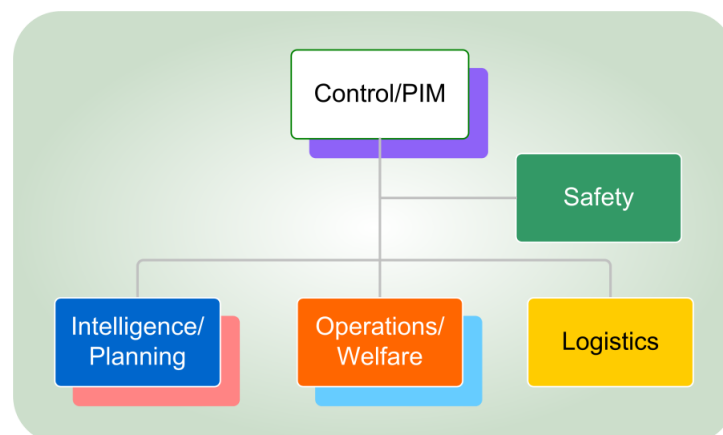 Control/PIM
Safety
Intelligence/
Planning
Operations/
Welfare
Logistics